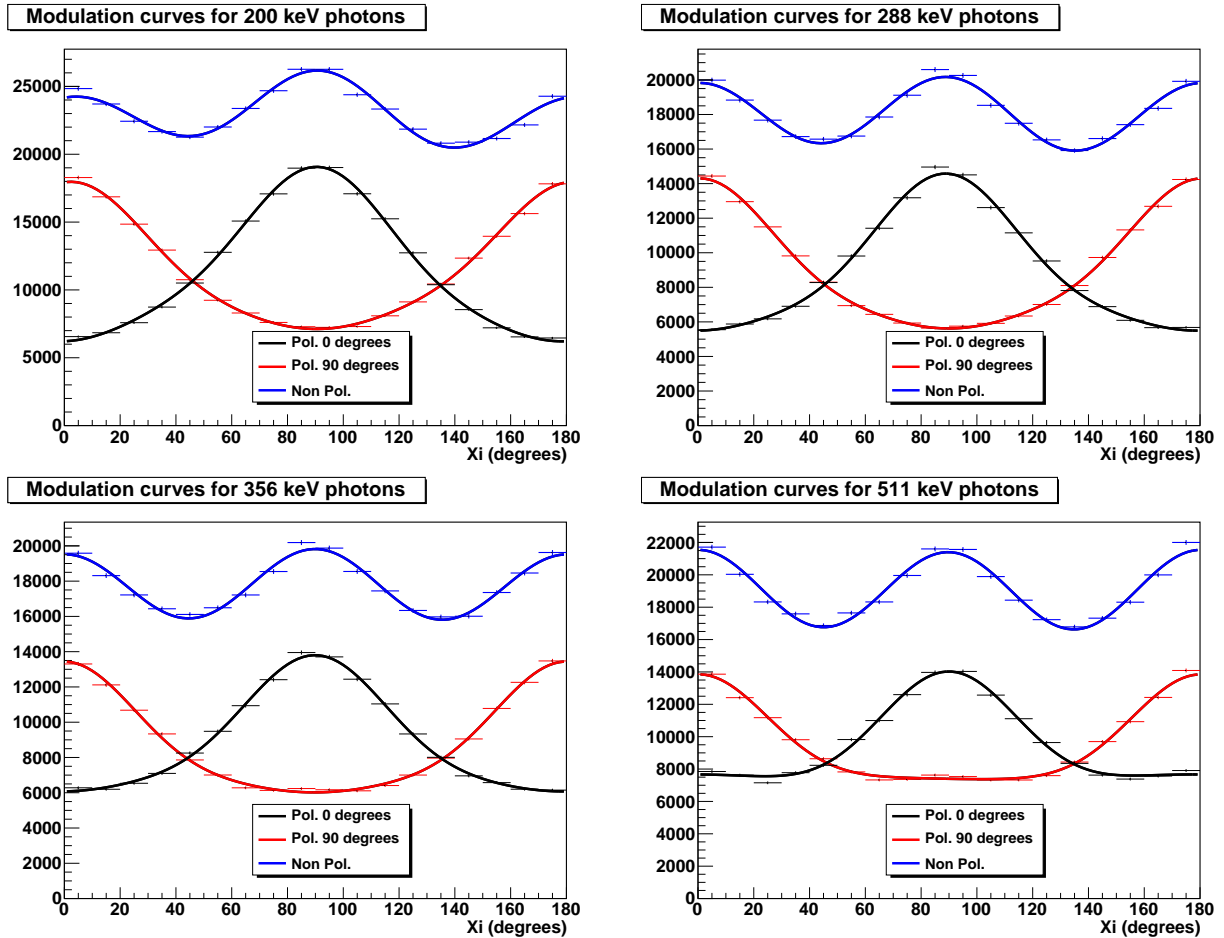 Modulation curves for 200 keV photons
25000
20000
15000
10000
5000
0
Pol. 0 degrees
Pol. 90 degrees
Non Pol.
0 20 40 60 80 100 120 140 160 180
Xi (degrees)
Modulation curves for 288 keV photons
20000
18000
16000
14000
12000
10000
8000
6000
4000
2000
0
Pol. 0 degrees
Pol. 90 degrees
Non Pol.
0 20 40 60 80 100 120 140 160 180
Xi (degrees)
Modulation curves for 356 keV photons
20000
18000
16000
14000
12000
10000
8000
6000
4000
2000
0
Pol. 0 degrees
Pol. 90 degrees
Non Pol.
0 20 40 60 80 100 120 140 160 180
Xi (degrees)
Modulation curves for 511 keV photons
22000
20000
18000
16000
14000
12000
10000
8000
6000
4000
2000
0
Pol. 0 degrees
Pol. 90 degrees
Non Pol.
0 20 40 60 80 100 120 140 160 180
Xi (degrees)